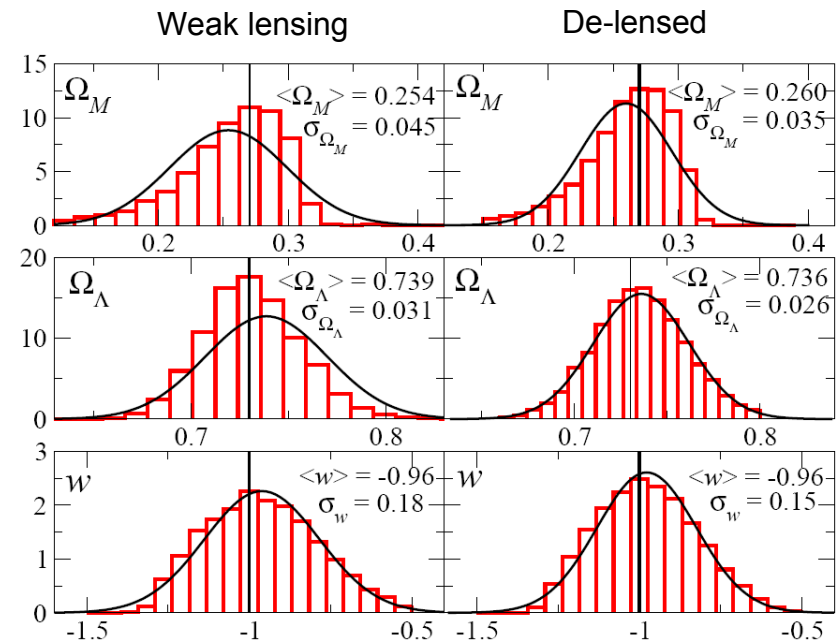 Weak lensing De-lensed
15
10
5
0
Ω_M
<Ω_M> = 0.254
σ_Ω_M = 0.045
Ω_M
<Ω_M> = 0.260
σ_Ω_M = 0.035
0.2 0.3 0.4 0.2 0.3 0.4
20
10
0
Ω_Λ
<Ω_Λ> = 0.739
σ_Ω_Λ = 0.031
Ω_Λ
<Ω_Λ> = 0.736
σ_Ω_Λ = 0.026
0.7 0.8 0.7 0.8
3
2
1
0
w
<w> = -0.96
σ_w = 0.18
w
<w> = -0.96
σ_w = 0.15
-1.5 -1 -0.5 -1.5 -1 -0.5